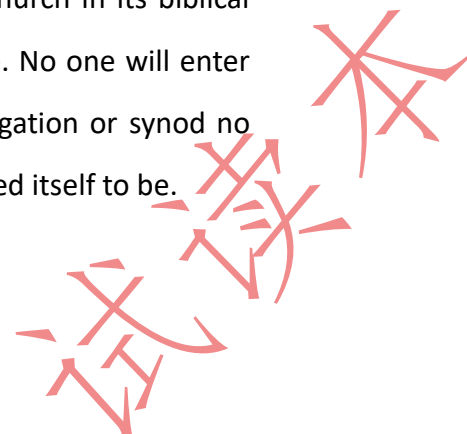 hurch in its biblical
. No one will enter
gation or synod no
ed itself to be.
试读本